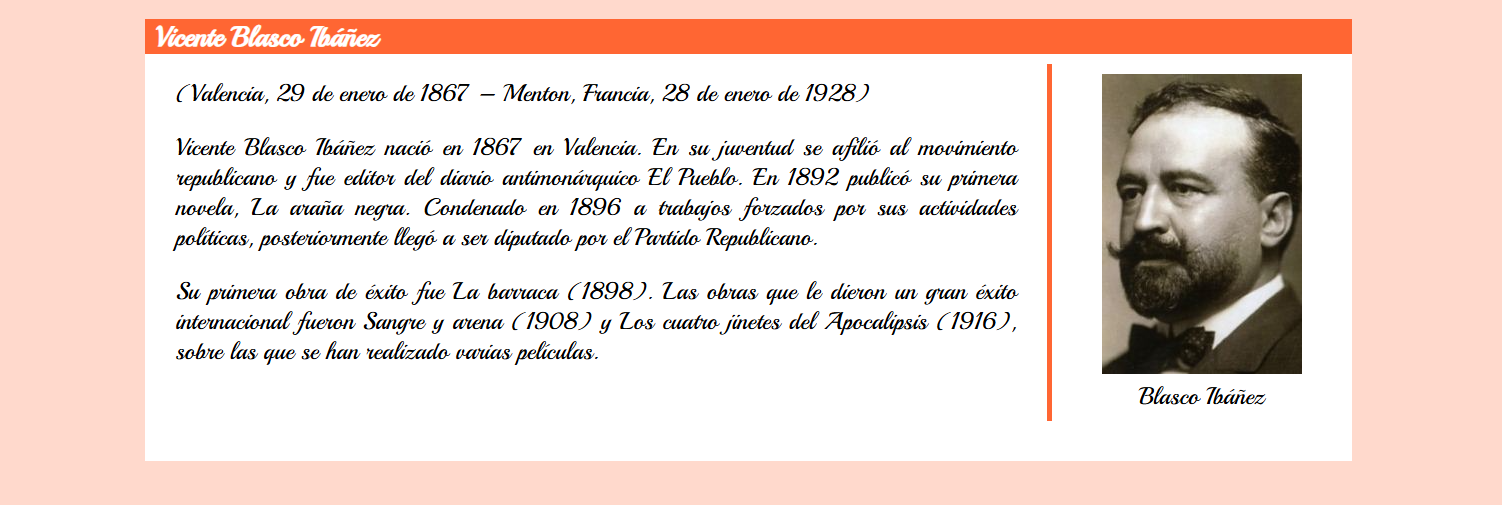 Vicente Blasco Ibáñez
(Valencia, 29 de enero de 1867 – Menton, Francia, 28 de enero de 1928)
Vicente Blasco Ibáñez nació en 1867 en Valencia. En su juventud se afilió al movimiento
republicano y fue editor del diario antimonárquico El Pueblo. En 1892 publicó su primera
novela, La araña negra. Condenado en 1896 a trabajos forzados por sus actividades
políticas, posteriormente llegó a ser diputado por el Partido Republicano.
Su primera obra de éxito fue La barraca (1898). Las obras que le dieron un gran éxito
internacional fueron Sangre y arena (1908) y Los cuatro jinetes del Apocalipsis (1916),
sobre las que se han realizado varias películas.
Blasco Ibáñez